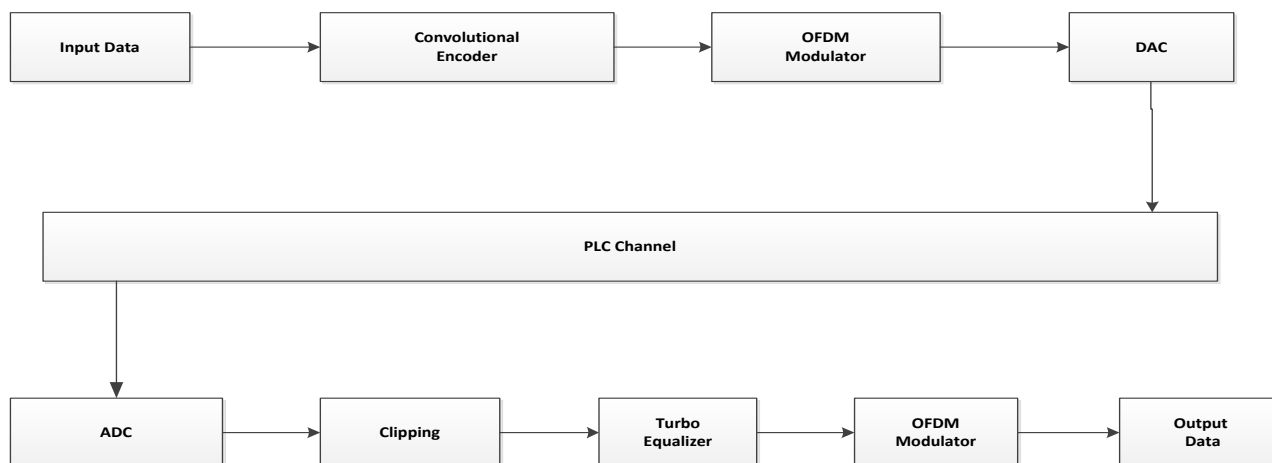 Input Data
Convolutional
Encoder
OFDM
Modulator
DAC
PLC Channel
ADC
Clipping
Turbo
Equalizer
OFDM
Modulator
Output
Data